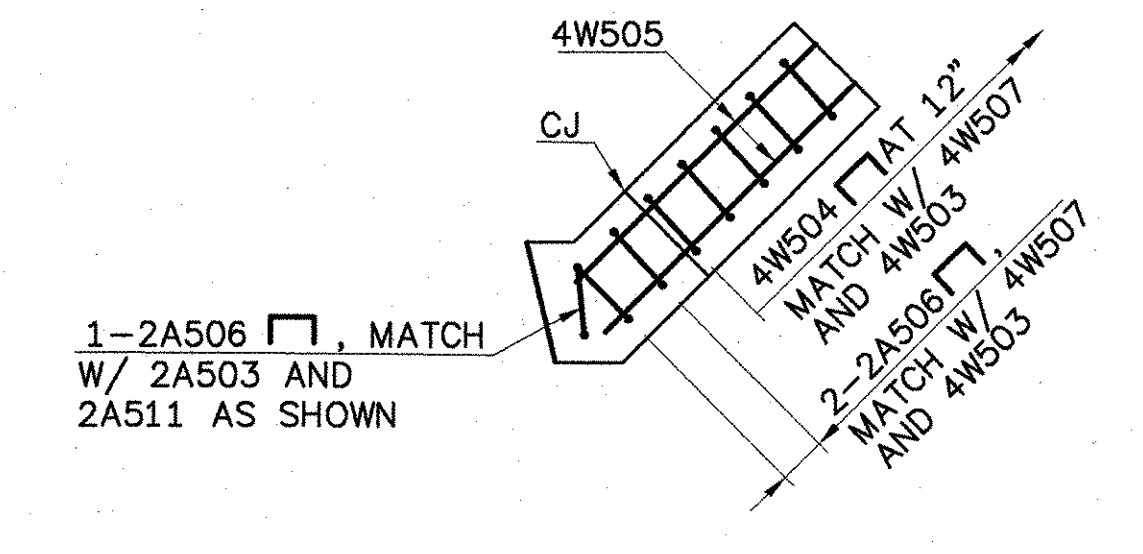 4W505
CJ
1-2A506 , MATCH
W/ 2A503 AND
2A511 AS SHOWN
4W504 AT 12"
MATCH W/ 4W507
AND 4W503
2-2A506 ,
MATCH W/ 4W507
AND 4W503